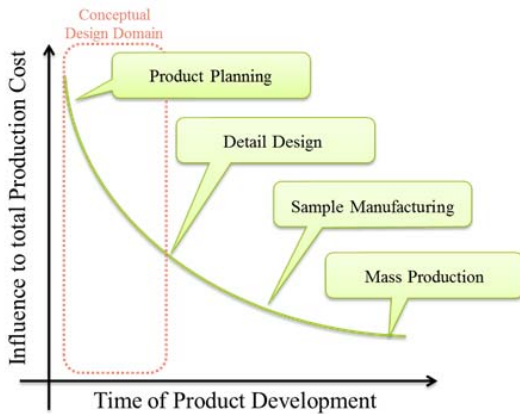 Conceptual
Design Domain
Product Planning
Detail Design
Sample Manufacturing
Mass Production
Influence to total Production Cost
Time of Product Development